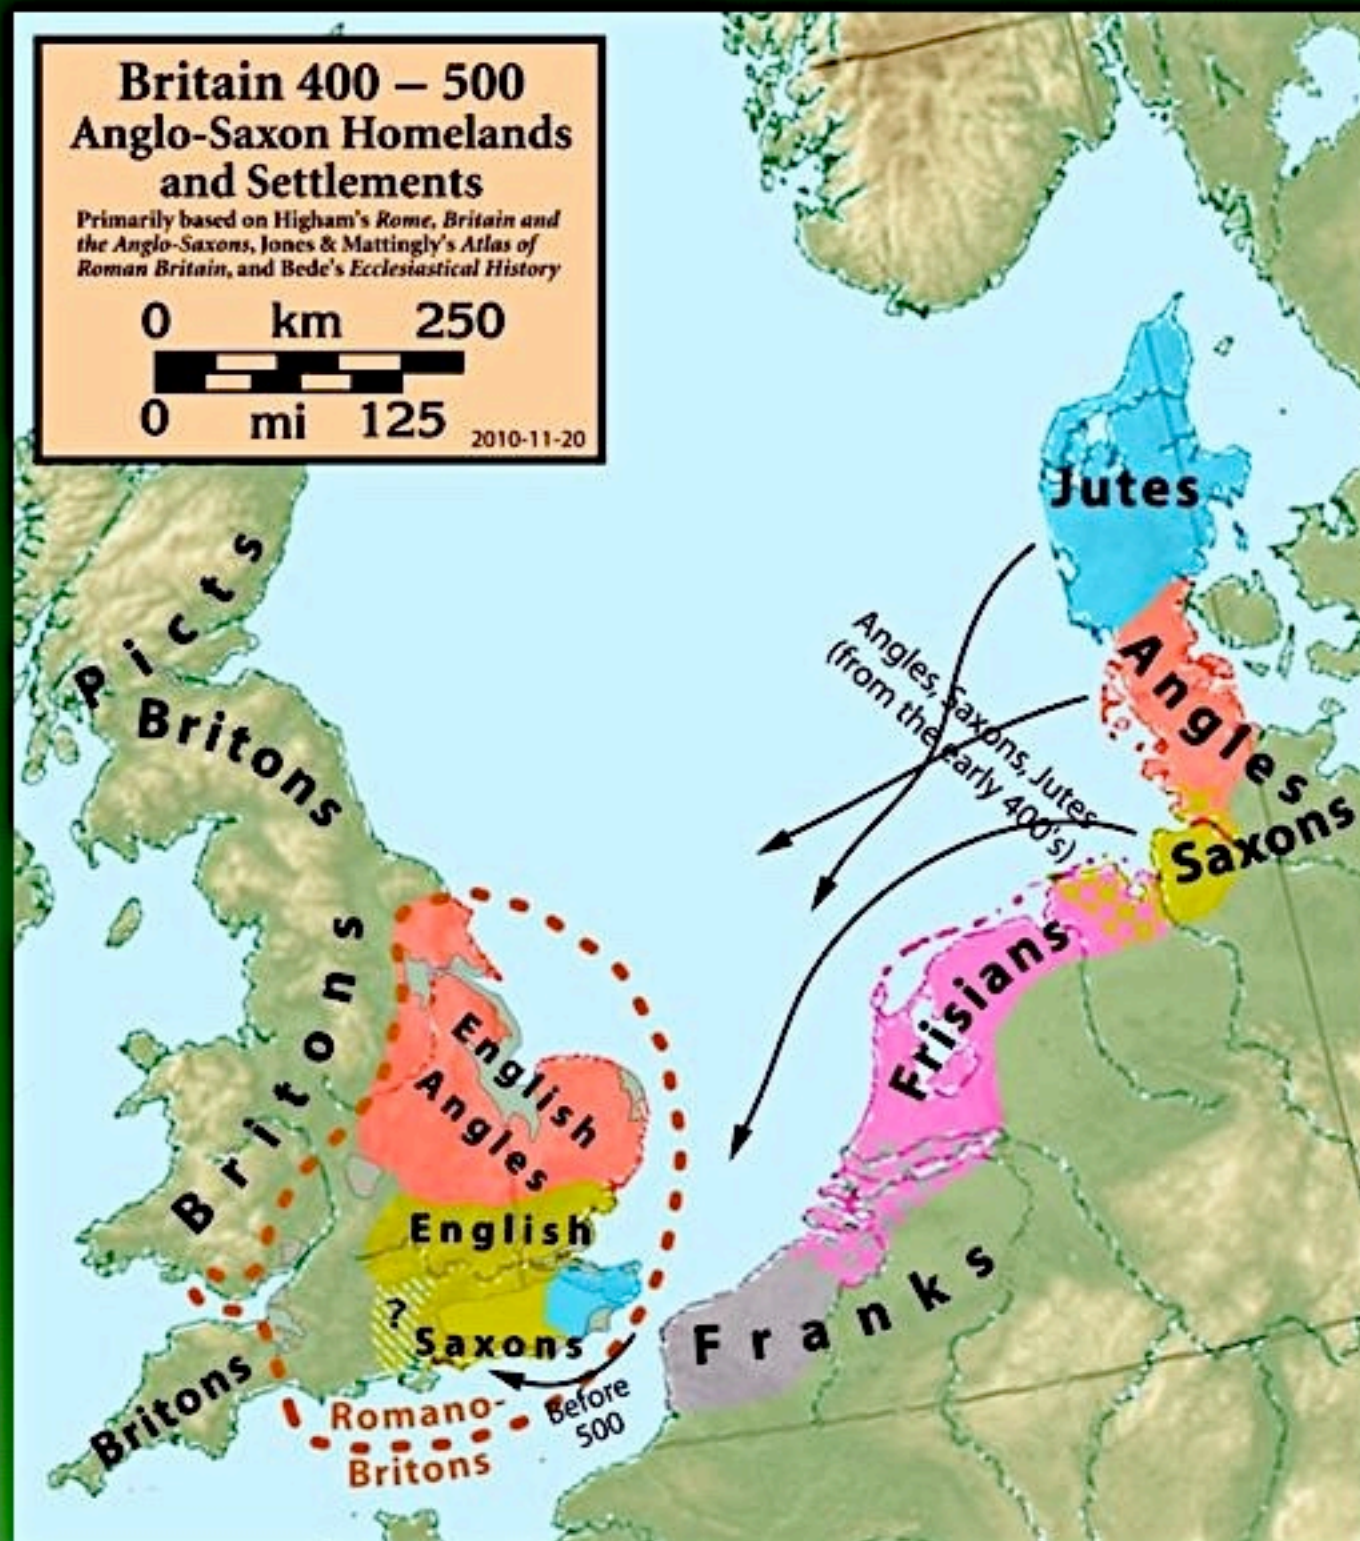 Britain 400 – 500
Anglo-Saxon Homelands
and Settlements
Primarily based on Higham's Rome, Britain and
the Anglo-Saxons, Jones & Mattingly's Atlas of
Roman Britain, and Bede's Ecclesiastical History
0 km 250
0 mi 125
2010-11-20
Picts
Britons
Britons
Britons
Jutes
Angles
Saxons
Angles, Saxons, Jutes
(from the early 400's)
Frisians
Franks
English
Angles
English
?
Saxons
Before
500
Romano-
Britons